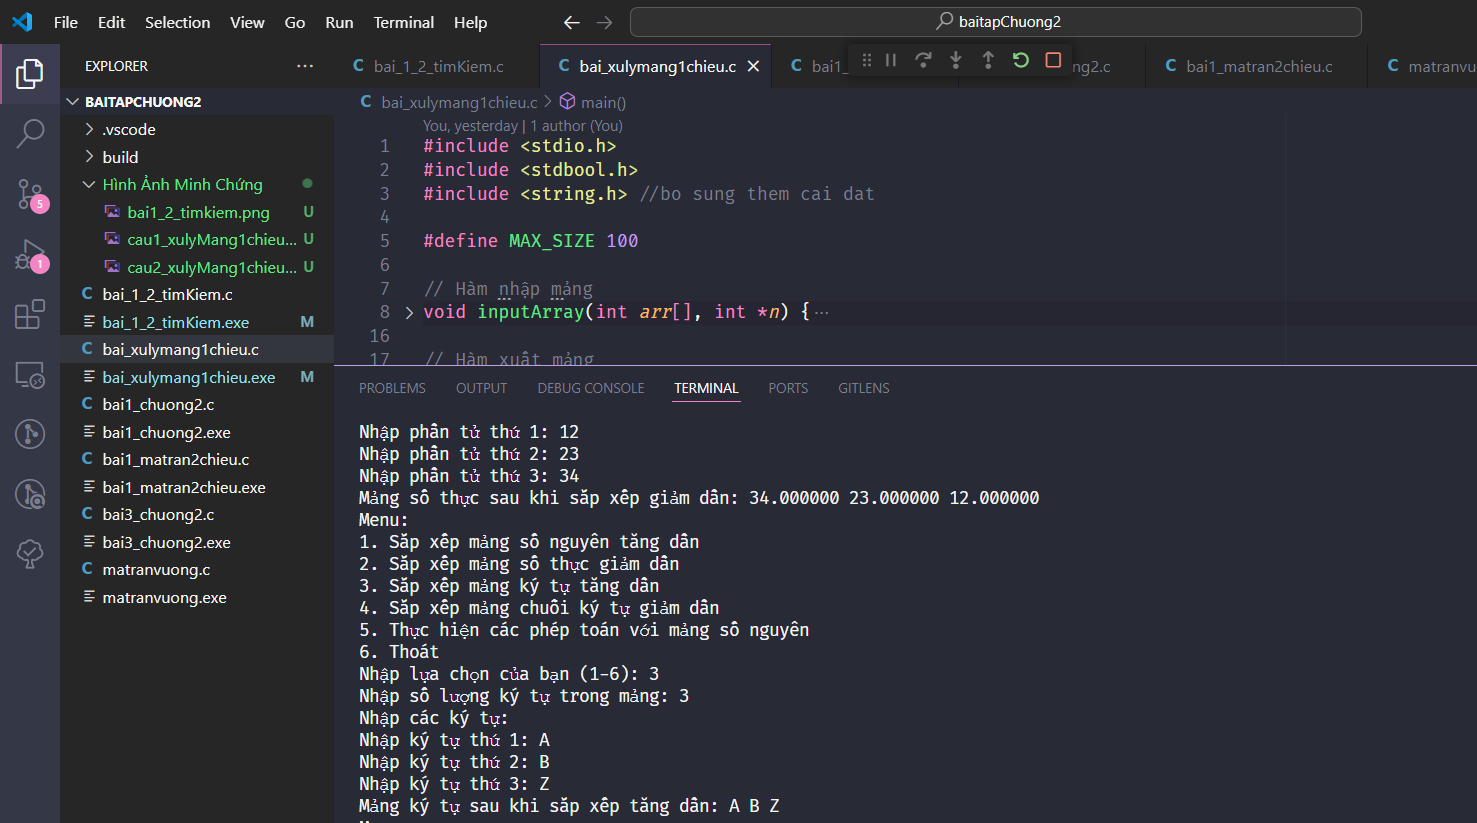 File Edit Selection View Go Run Terminal Help
baitapChuong2
EXPLORER
BAITAPCHUONG2
.vscode
build
Hình Ảnh Minh Chứng
bai1_2_timkiem.png U
cau1_xulyMang1chieu... U
cau2_xulyMang1chieu... U
bai_1_2_timKiem.c
bai_1_2_timKiem.exe M
bai_xulymang1chieu.c
bai_xulymang1chieu.exe M
bai1_chuong2.c
bai1_chuong2.exe
bai1_matran2chieu.c
bai1_matran2chieu.exe
bai3_chuong2.c
bai3_chuong2.exe
matranvuong.c
matranvuong.exe
5
1
C bai_1_2_timKiem.c
C bai_xulymang1chieu.c
C bai1_
ng2.c
C bai1_matran2chieu.c
C matranvu
C bai_xulymang1chieu.c > main()
You, yesterday | 1 author (You)
1 #include <stdio.h>
2 #include <stdbool.h>
3 #include <string.h> //bo sung them cai dat
4
5 #define MAX_SIZE 100
6
7 // Hàm nhập mảng
8 void inputArray(int arr[], int *n) {...
16
17 // Hàm xuất mảng
PROBLEMS OUTPUT DEBUG CONSOLE TERMINAL PORTS GITLENS
Nhập phần tử thứ 1: 12
Nhập phần tử thứ 2: 23
Nhập phần tử thứ 3: 34
Mảng số thực sau khi sắp xếp giảm dần: 34.000000 23.000000 12.000000
Menu:
1. Sắp xếp mảng số nguyên tăng dần
2. Sắp xếp mảng số thực giảm dần
3. Sắp xếp mảng ký tự tăng dần
4. Sắp xếp mảng chuỗi ký tự giảm dần
5. Thực hiện các phép toán với mảng số nguyên
6. Thoát
Nhập lựa chọn của bạn (1-6): 3
Nhập số lượng ký tự trong mảng: 3
Nhập các ký tự:
Nhập ký tự thứ 1: A
Nhập ký tự thứ 2: B
Nhập ký tự thứ 3: Z
Mảng ký tự sau khi sắp xếp tăng dần: A B Z